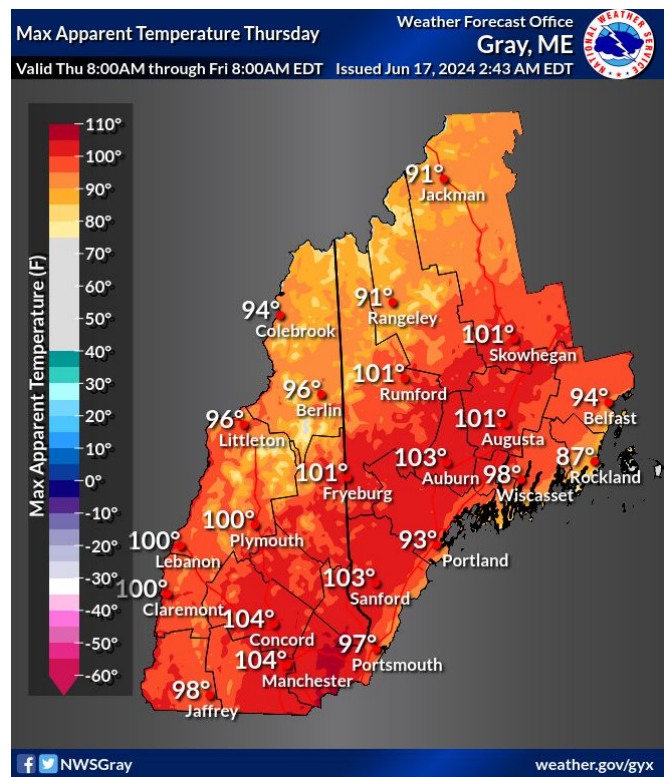 Max Apparent Temperature Thursday
Weather Forecast Office
Gray, ME
Valid Thu 8:00AM through Fri 8:00AM EDT
Issued Jun 17, 2024 2:43 AM EDT
NATIONAL WEATHER SERVICE
Max Apparent Temperature (F)
110°
100°
90°
80°
70°
60°
50°
40°
30°
20°
10°
0°
-10°
-20°
-30°
-40°
-50°
-60°
91°
Jackman
91°
Rangeley
94°
Colebrook
101°
Skowhegan
101°
Rumford
96°
Berlin
94°
Belfast
96°
Littleton
101°
Augusta
103°
Auburn
87°
Rockland
101°
Fryeburg
98°
Wiscasset
100°
Plymouth
93°
Portland
100°
Lebanon
103°
Sanford
100°
Claremont
104°
Concord
97°
Portsmouth
104°
Manchester
98°
Jaffrey
NWSGray
weather.gov/gyx